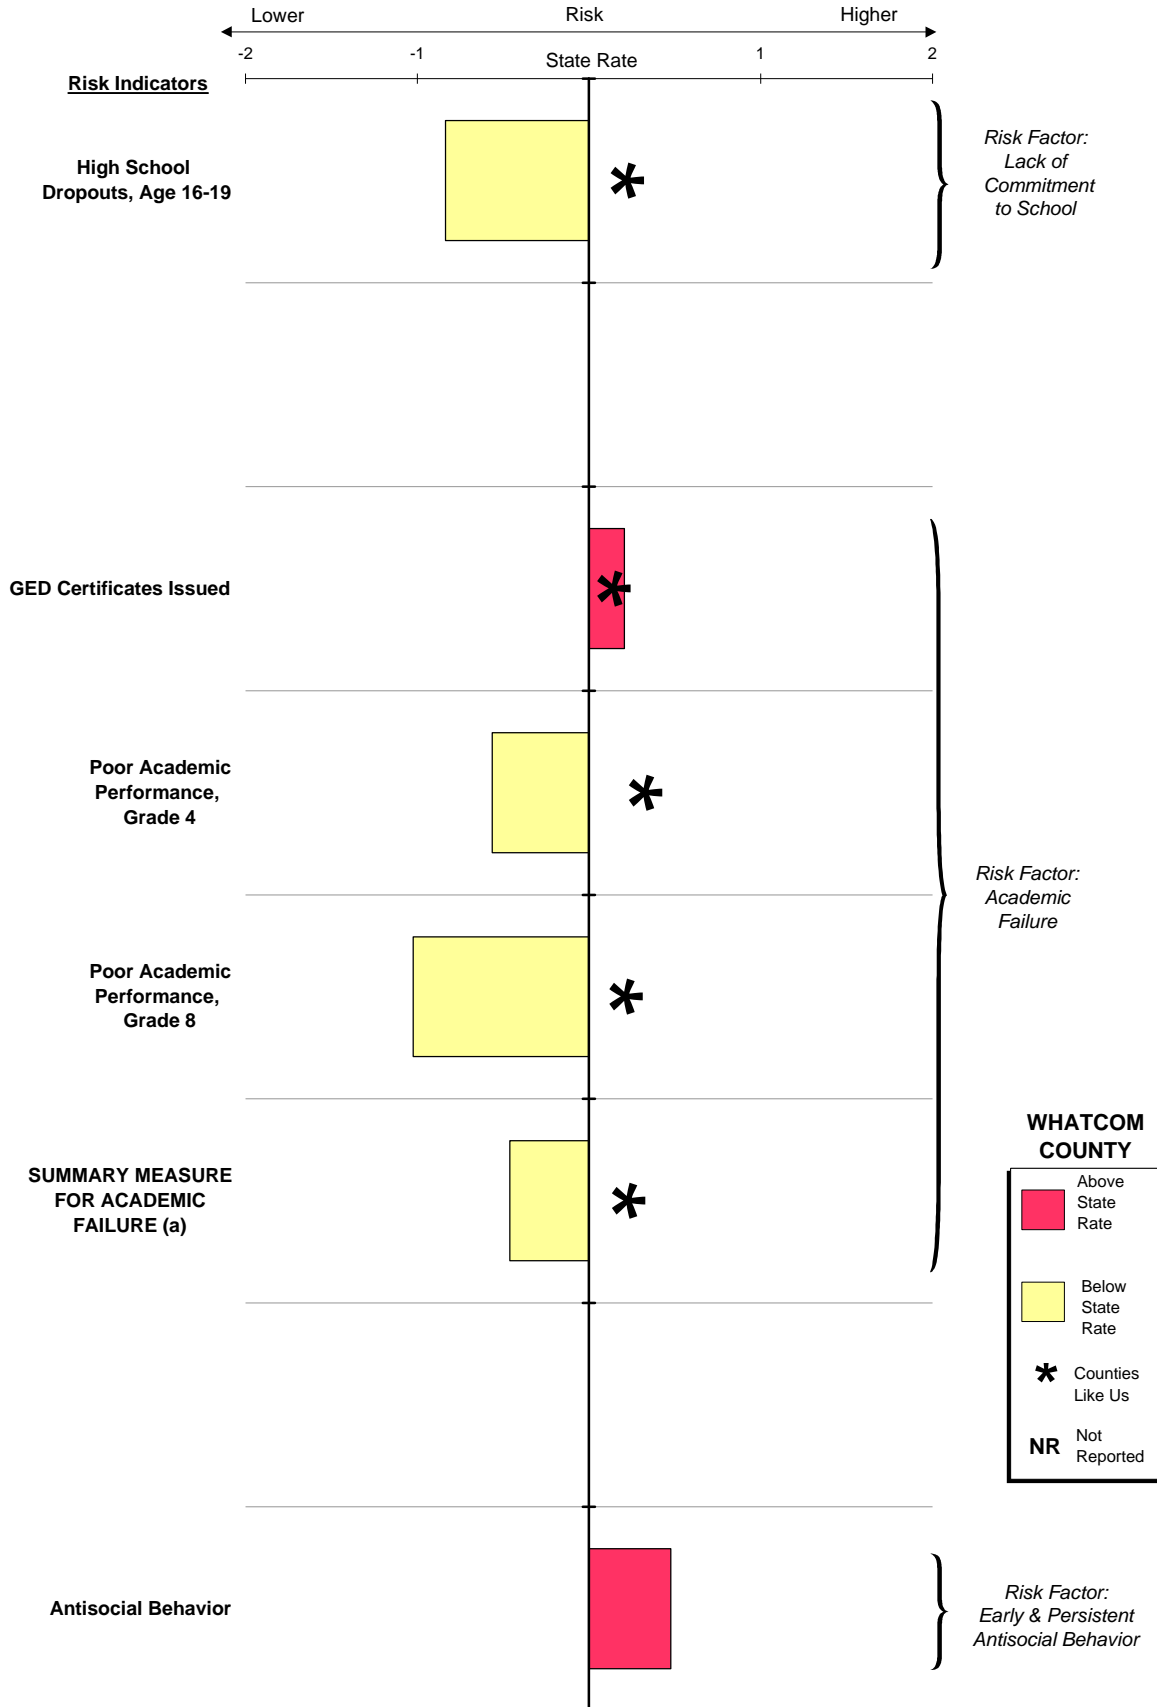 Lower Risk Higher
-2 -1 State Rate 1 2
Risk Indicators
High School
Dropouts, Age 16-19
Risk Factor:
Lack of
Commitment
to School
*
GED Certificates Issued
*
Poor Academic
Performance,
Grade 4
*
Risk Factor:
Academic
Failure
Poor Academic
Performance,
Grade 8
*
SUMMARY MEASURE
FOR ACADEMIC
FAILURE (a)
*
WHATCOM
COUNTY
Above
State
Rate
Below
State
Rate
* Counties
Like Us
NR Not
Reported
Antisocial Behavior
Risk Factor:
Early & Persistent
Antisocial Behavior